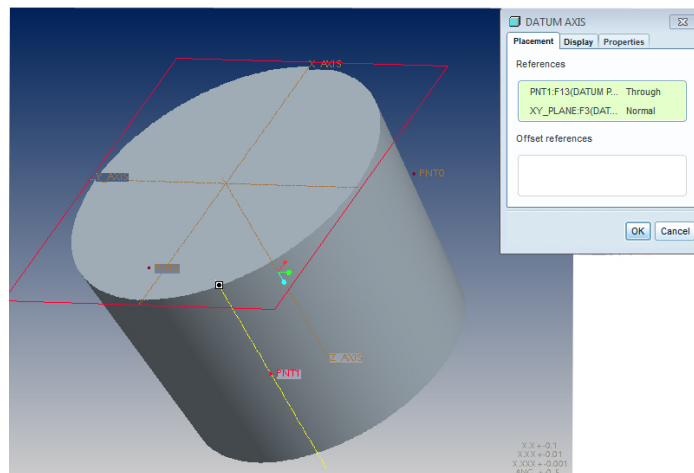 DATUM AXIS
Placement Display Properties
References
PNT1:F13(DATUM P... Through
XY_PLANE:F3(DAT... Normal
Offset references
OK Cancel
X_AXIS
PNT0
Z_AXIS
PNT1
X.X +-0.1
X.XX +-0.01
X.XXX +-0.001